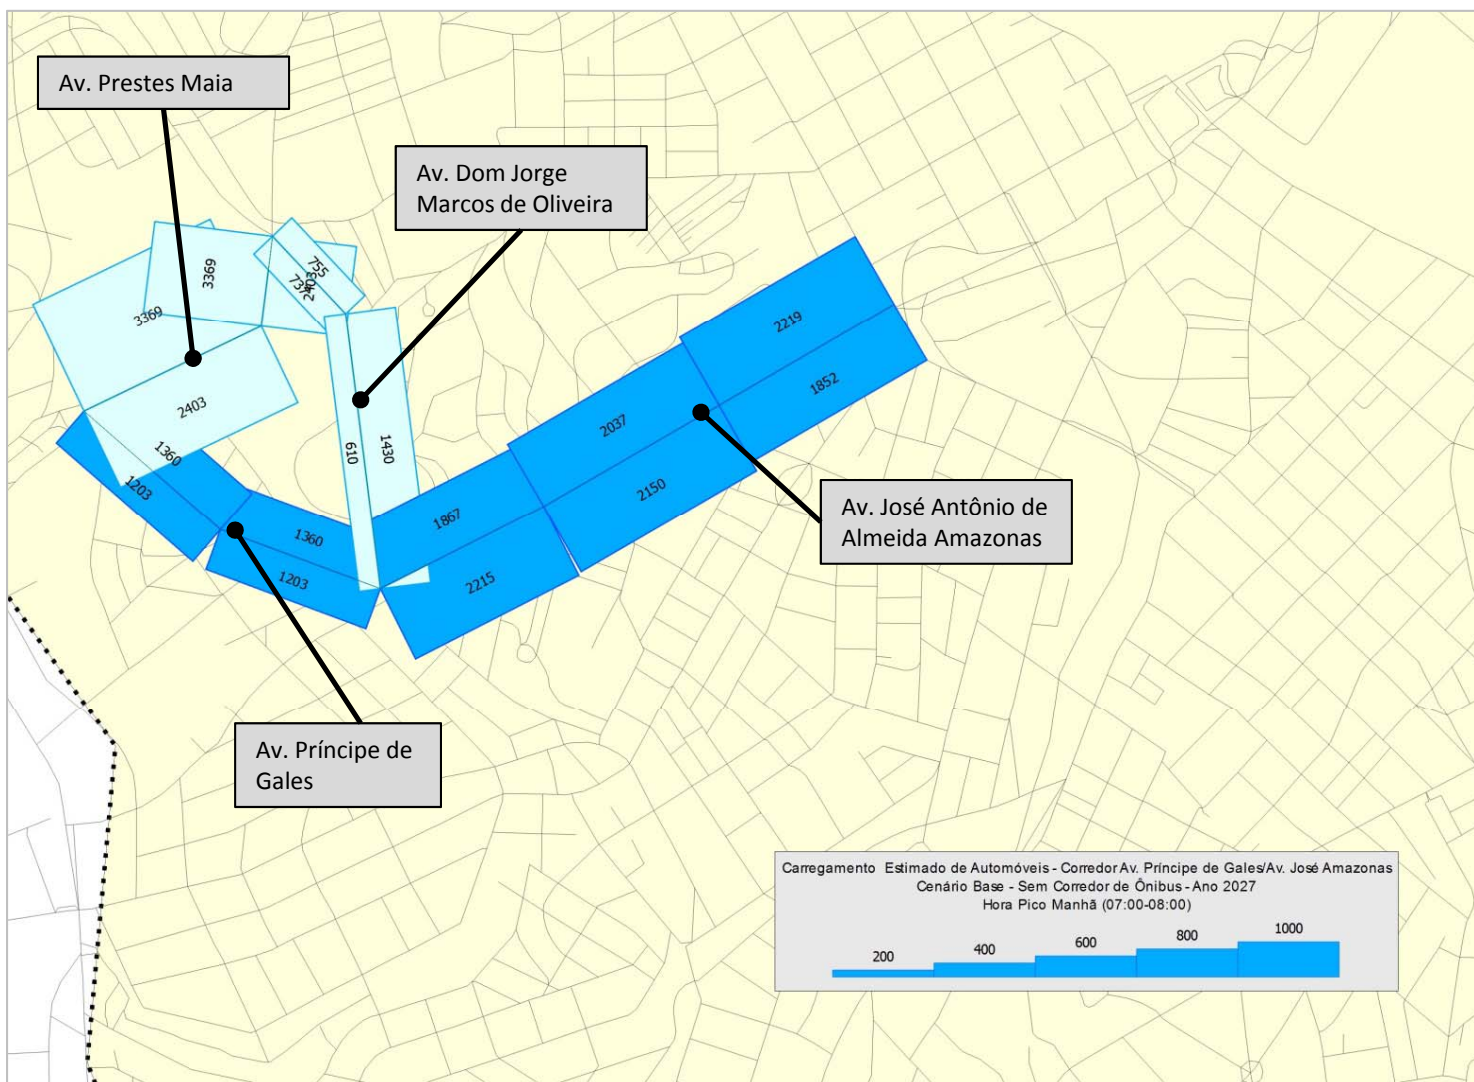 Av. Prestes Maia
Av. Dom Jorge
Marcos de Oliveira
755
737
2403
3369
3369
2403
2219
1852
2037
2150
1430
610
1360
1203
1867
2215
1360
1203
Av. José Antônio de
Almeida Amazonas
Av. Príncipe de
Gales
Carregamento Estimado de Automóveis - Corredor Av. Príncipe de Gales/Av. José Amazonas
Cenário Base - Sem Corredor de Ônibus - Ano 2027
Hora Pico Manhã (07:00-08:00)
200
400
600
800
1000